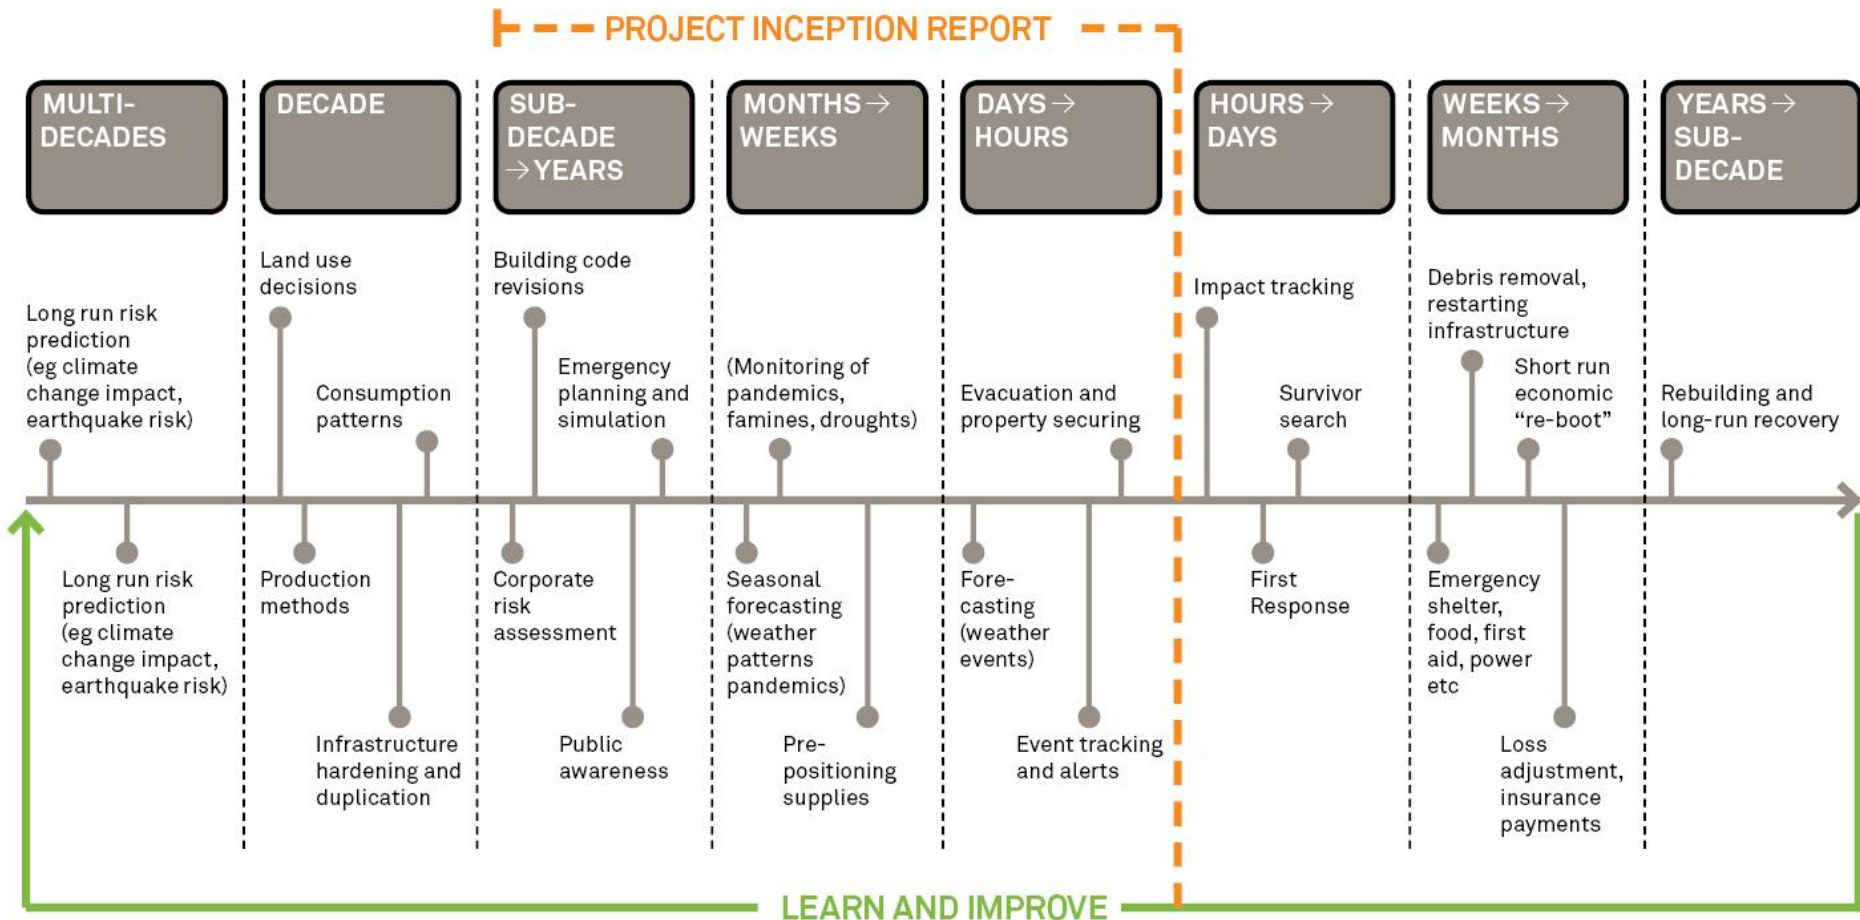 PROJECT INCEPTION REPORT
MULTI-
DECADES
DECADE
SUB-
DECADE
→ YEARS
MONTHS →
WEEKS
DAYS →
HOURS
HOURS →
DAYS
WEEKS →
MONTHS
YEARS →
SUB-
DECADE
Long run risk
prediction
(eg climate
change impact,
earthquake risk)
Land use
decisions
Consumption
patterns
Building code
revisions
Emergency
planning and
simulation
(Monitoring of
pandemics,
famines, droughts)
Evacuation and
property securing
Impact tracking
Survivor
search
Debris removal,
restarting
infrastructure
Short run
economic
“re-boot”
Rebuilding and
long-run recovery
Long run risk
prediction
(eg climate
change impact,
earthquake risk)
Production
methods
Infrastructure
hardening and
duplication
Corporate
risk
assessment
Public
awareness
Seasonal
forecasting
(weather
patterns
pandemics)
Pre-
positioning
supplies
Fore-
casting
(weather
events)
Event tracking
and alerts
First
Response
Emergency
shelter,
food, first
aid, power
etc
Loss
adjustment,
insurance
payments
LEARN AND IMPROVE